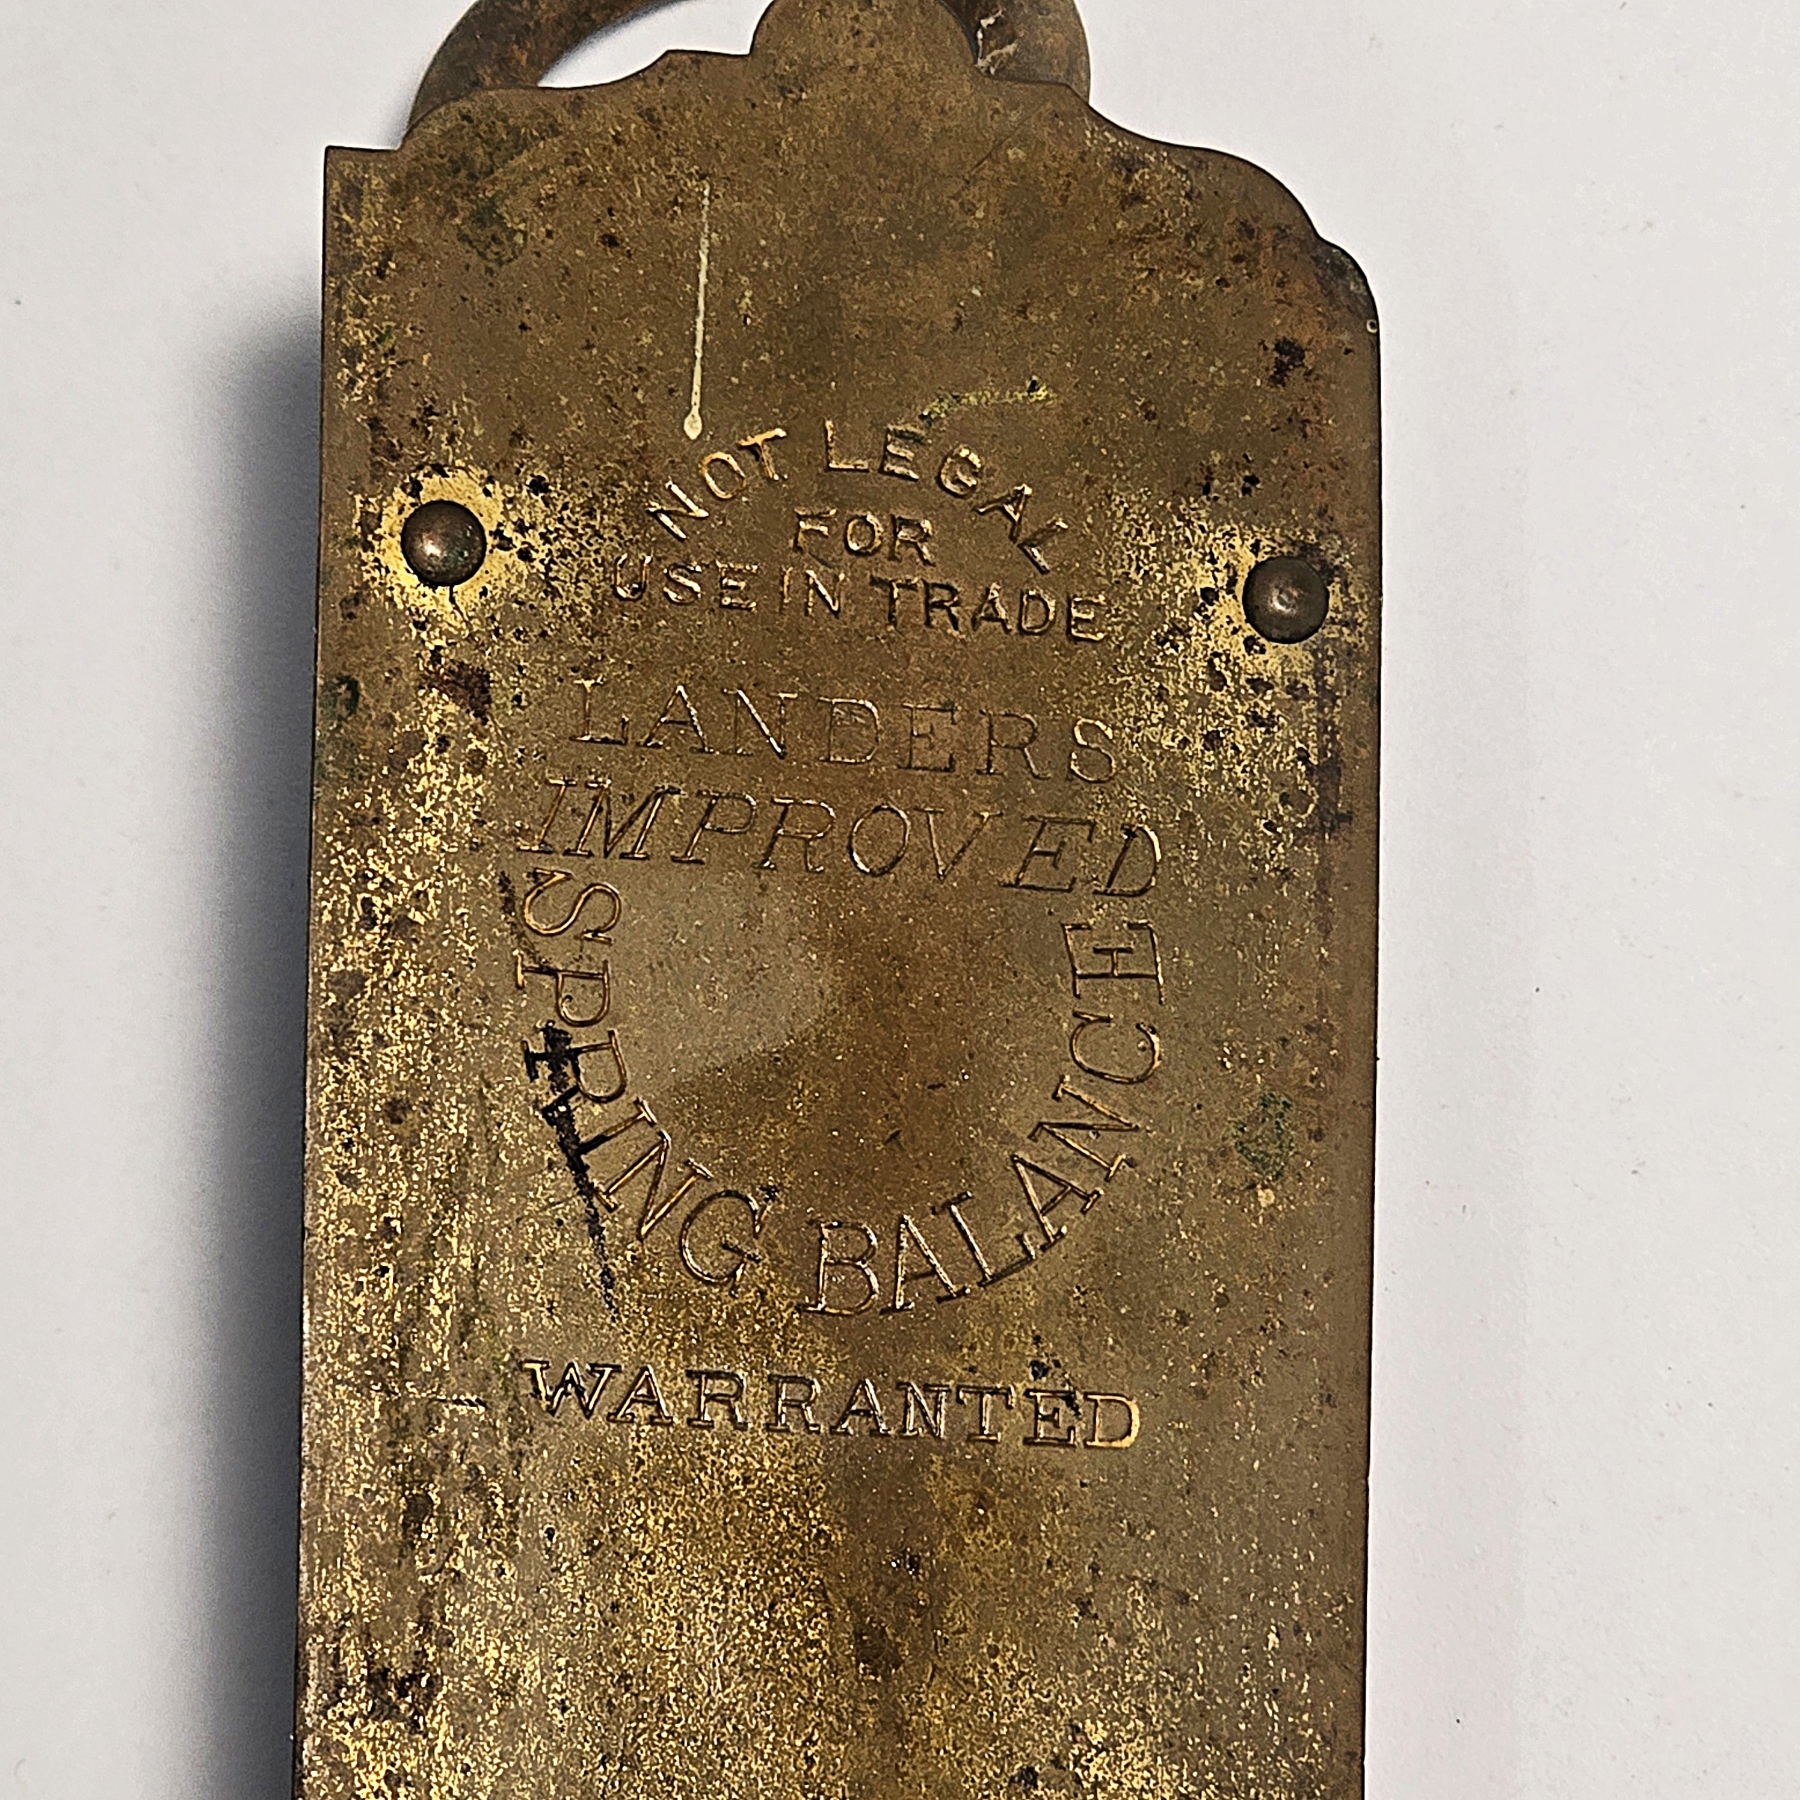 NOT LEGAL
FOR
USE IN TRADE
LANDERS
IMPROVED
SPRING BALANCE
WARRANTED